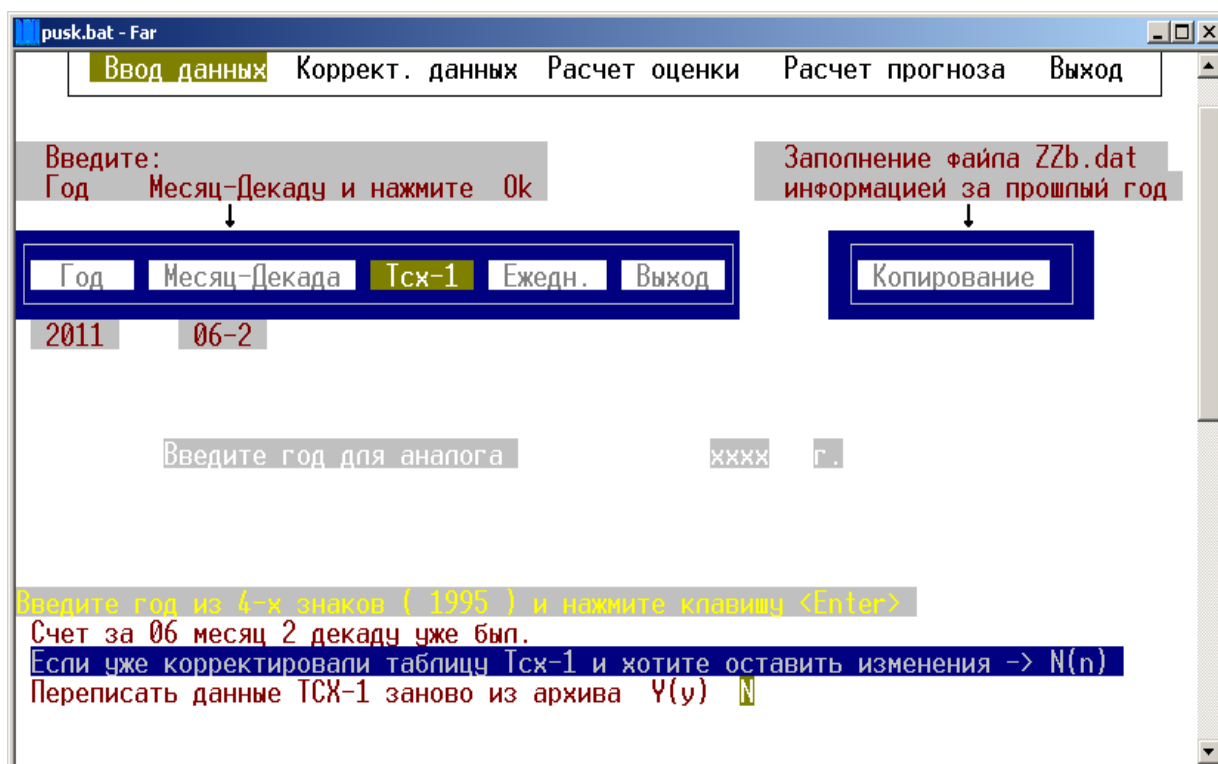 pusk.bat - Far
Ввод данных Коррект. данных Расчет оценки Расчет прогноза Выход
Введите:
Год Месяц-Декаду и нажмите Ok
Заполнение файла ZZb.dat
информацией за прошлый год
↓ ↓
Год Месяц-Декада Тсх-1 Ежедн. Выход Копирование
2011 06-2
Введите год для аналога хххх г.
Введите год из 4-х знаков ( 1995 ) и нажмите клавишу <Enter>
Счет за 06 месяц 2 декаду уже был.
Если уже корректировали таблицу Тсх-1 и хотите оставить изменения -> N(n)
Переписать данные ТСХ-1 заново из архива Y(y) N